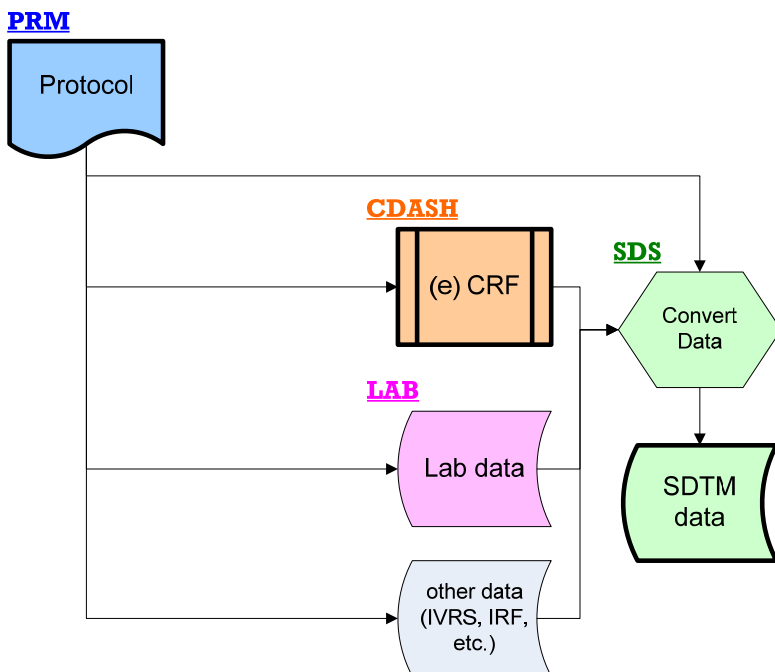 PRM
Protocol
CDASH
(e) CRF
SDS
Convert
Data
LAB
Lab data
SDTM
data
other data
(IVRS, IRF,
etc.)